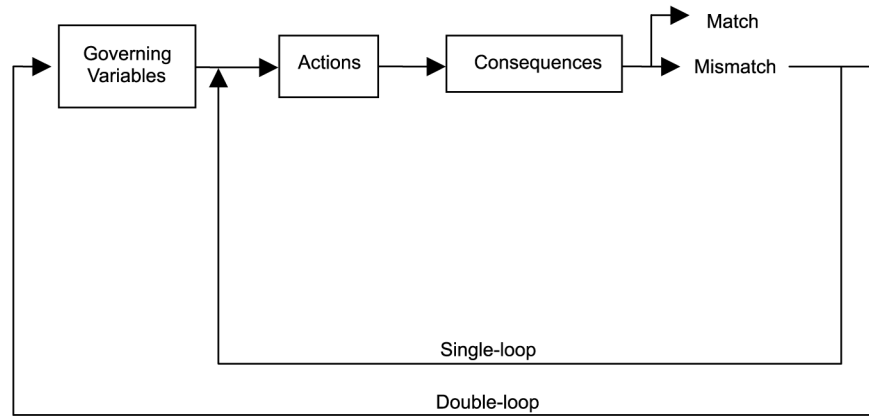 Governing
Variables
Actions
Consequences
Match
Mismatch
Single-loop
Double-loop